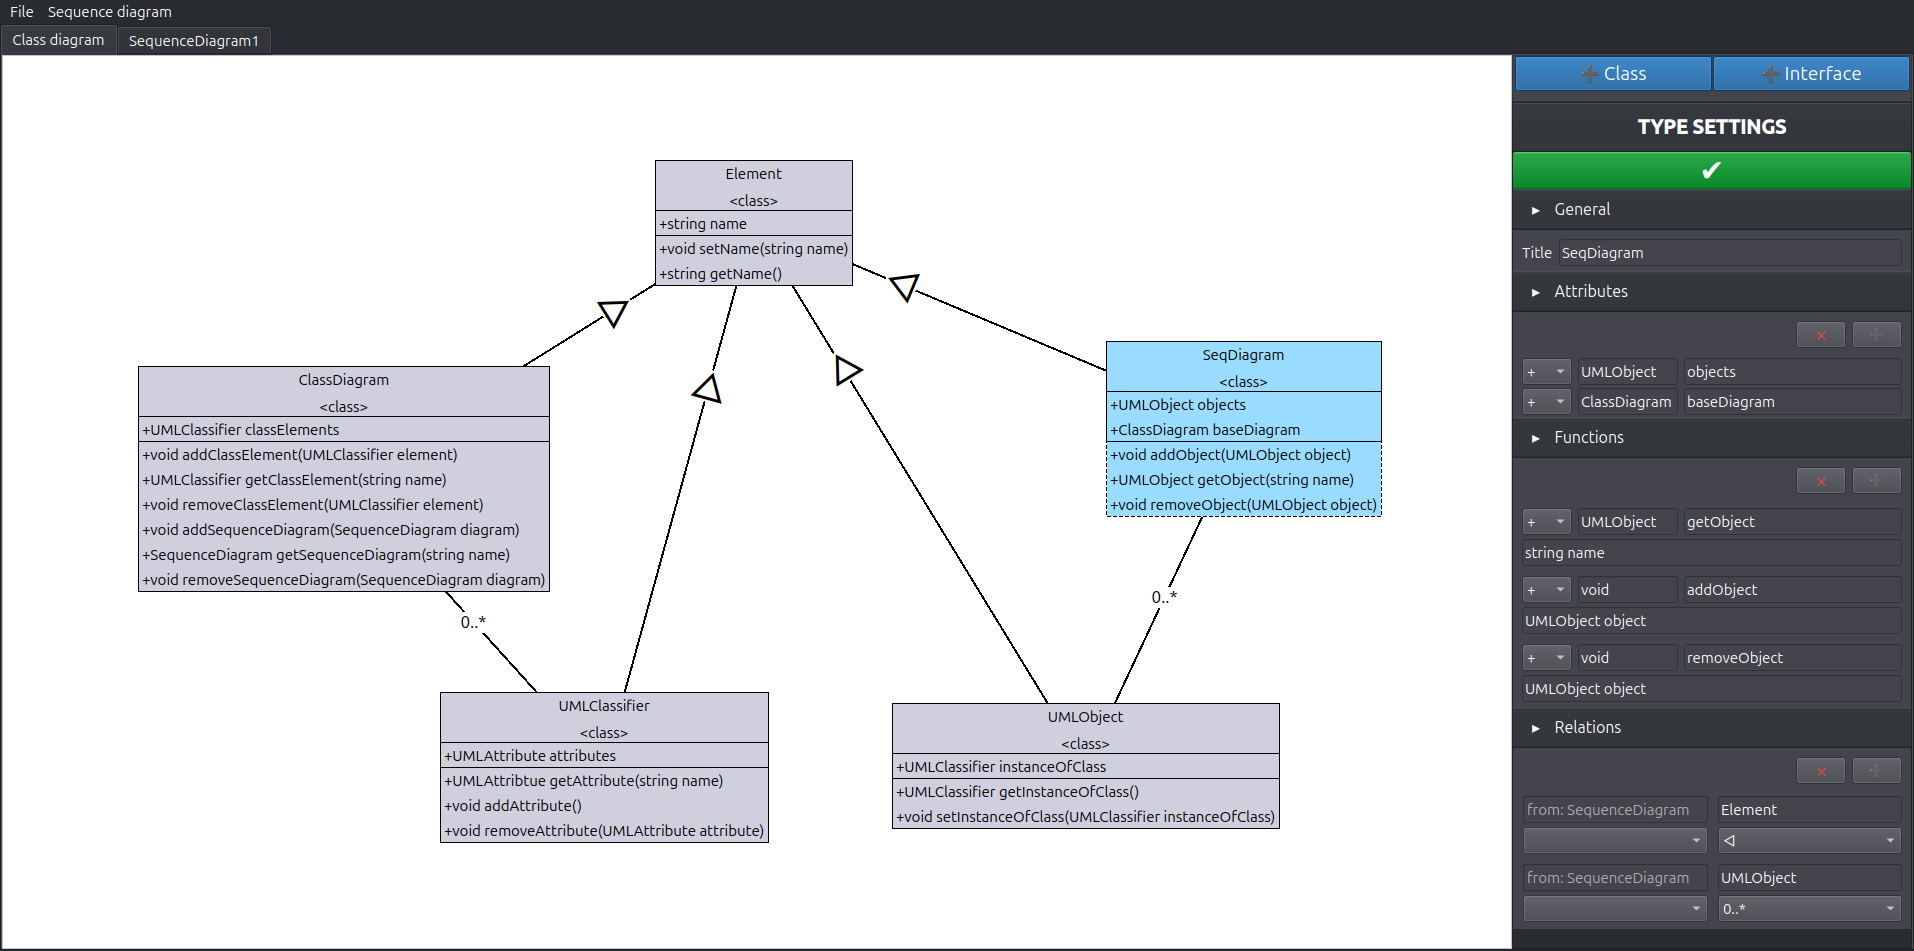 File Sequence diagram
Class diagram SequenceDiagram1
Element
<class>
+string name
+void setName(string name)
+string getName()
ClassDiagram
<class>
+UMLClassifier classElements
+void addClassElement(UMLClassifier element)
+UMLClassifier getClassElement(string name)
+void removeClassElement(UMLClassifier element)
+void addSequenceDiagram(SequenceDiagram diagram)
+SequenceDiagram getSequenceDiagram(string name)
+void removeSequenceDiagram(SequenceDiagram diagram)
SeqDiagram
<class>
+UMLObject objects
+ClassDiagram baseDiagram
+void addObject(UMLObject object)
+UMLObject getObject(string name)
+void removeObject(UMLObject object)
0..*
0..*
UMLClassifier
<class>
+UMLAttribute attributes
+UMLAttribtue getAttribute(string name)
+void addAttribute()
+void removeAttribute(UMLAttribute attribute)
UMLObject
<class>
+UMLClassifier instanceOfClass
+UMLClassifier getInstanceOfClass()
+void setInstanceOfClass(UMLClassifier instanceOfClass)
+ Class + Interface
TYPE SETTINGS
✔
▸ General
Title SeqDiagram
▸ Attributes
× +
+ UMLObject objects
+ ClassDiagram baseDiagram
▸ Functions
× +
+ UMLObject getObject
string name
+ void addObject
UMLObject object
+ void removeObject
UMLObject object
▸ Relations
× +
from: SequenceDiagram Element
◁
from: SequenceDiagram UMLObject
0..*